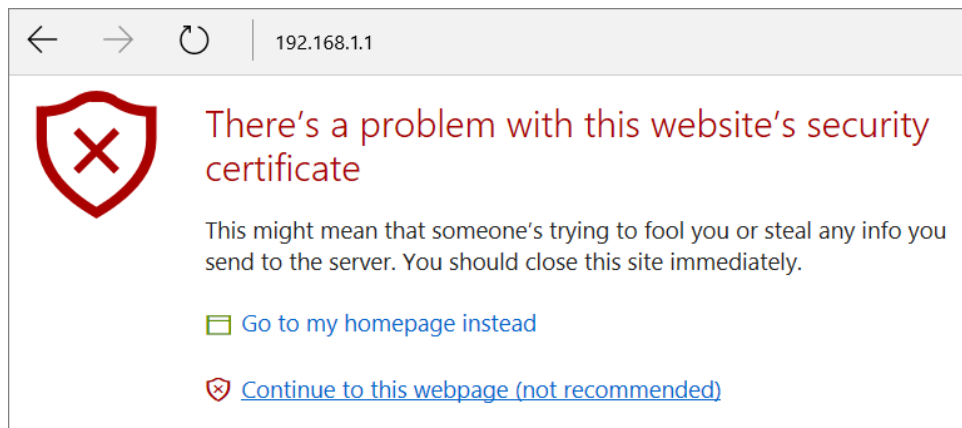 192.168.1.1
There's a problem with this website's security
certificate
This might mean that someone's trying to fool you or steal any info you
send to the server. You should close this site immediately.
Go to my homepage instead
Continue to this webpage (not recommended)